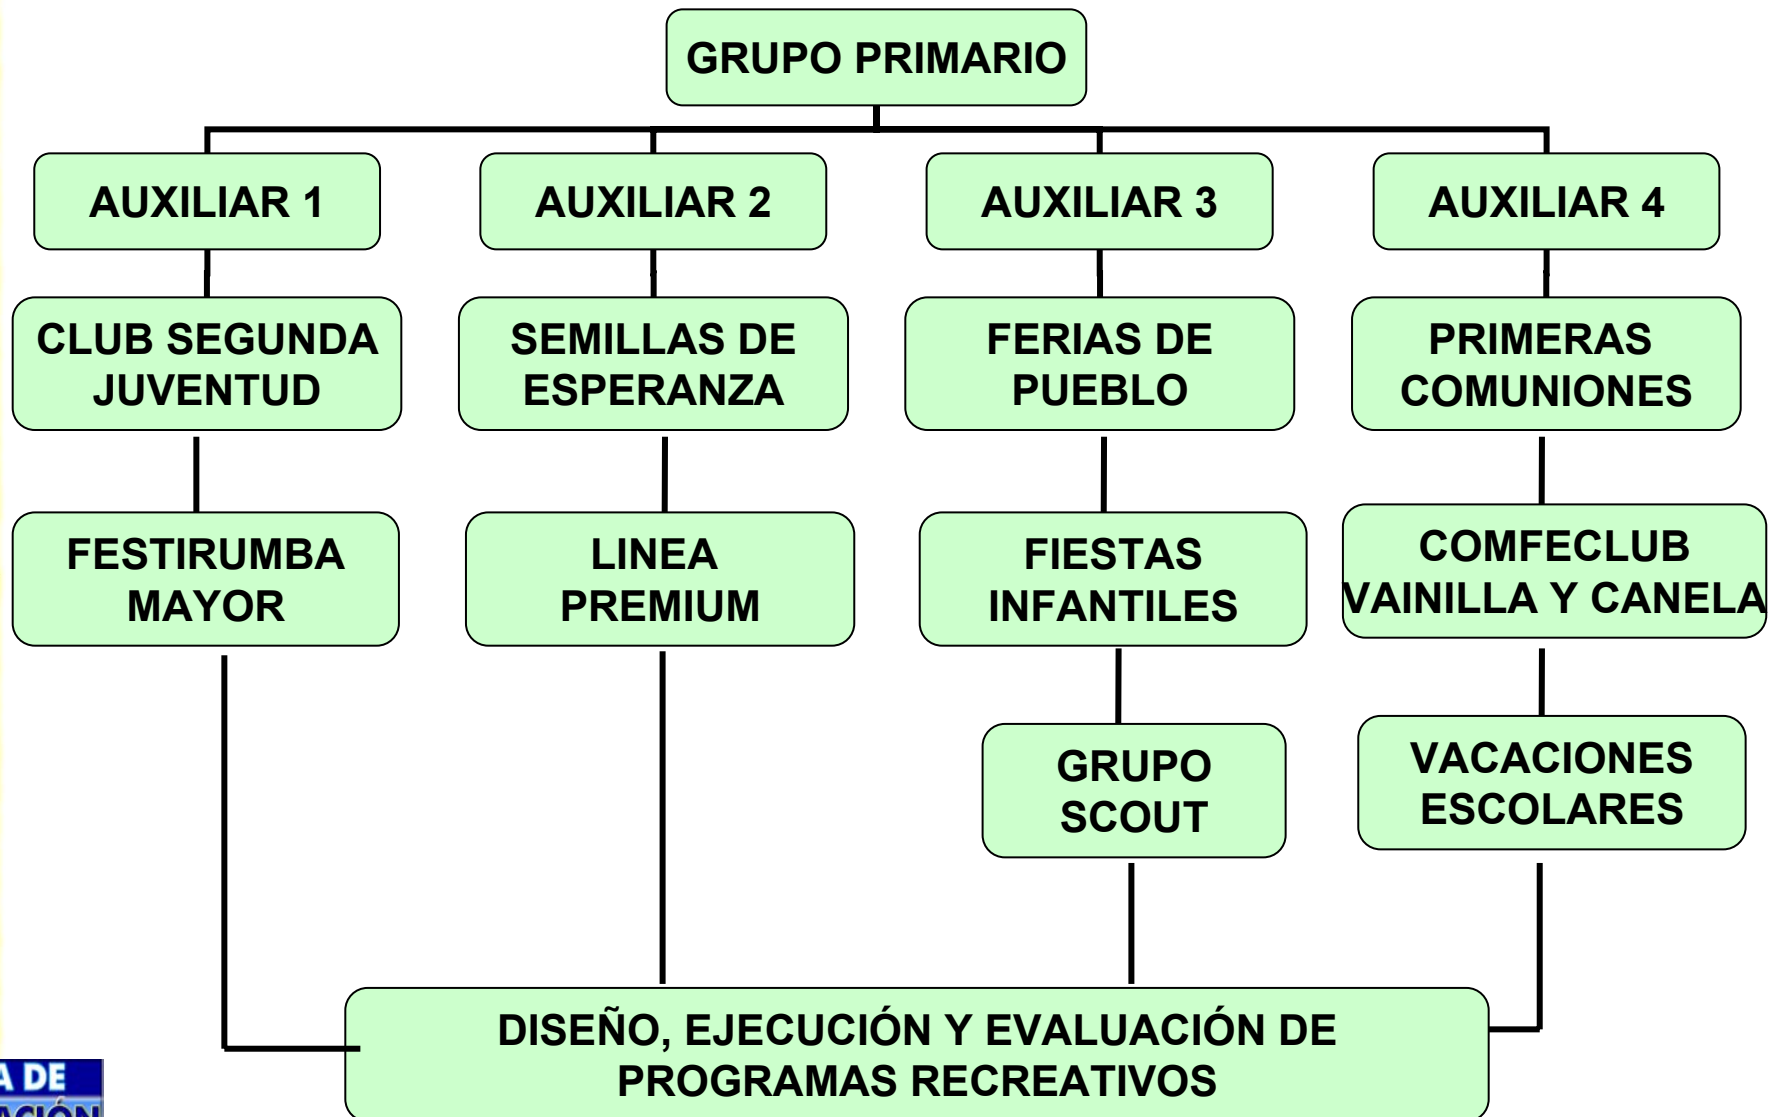 GRUPO PRIMARIO
AUXILIAR 1
AUXILIAR 2
AUXILIAR 3
AUXILIAR 4
CLUB SEGUNDA
JUVENTUD
SEMILLAS DE
ESPERANZA
FERIAS DE
PUEBLO
PRIMERAS
COMUNIONES
FESTIRUMBA
MAYOR
LINEA
PREMIUM
FIESTAS
INFANTILES
COMFECLUB
VAINILLA Y CANELA
GRUPO
SCOUT
VACACIONES
ESCOLARES
DISEÑO, EJECUCIÓN Y EVALUACIÓN DE
PROGRAMAS RECREATIVOS
A DE
ACIÓN